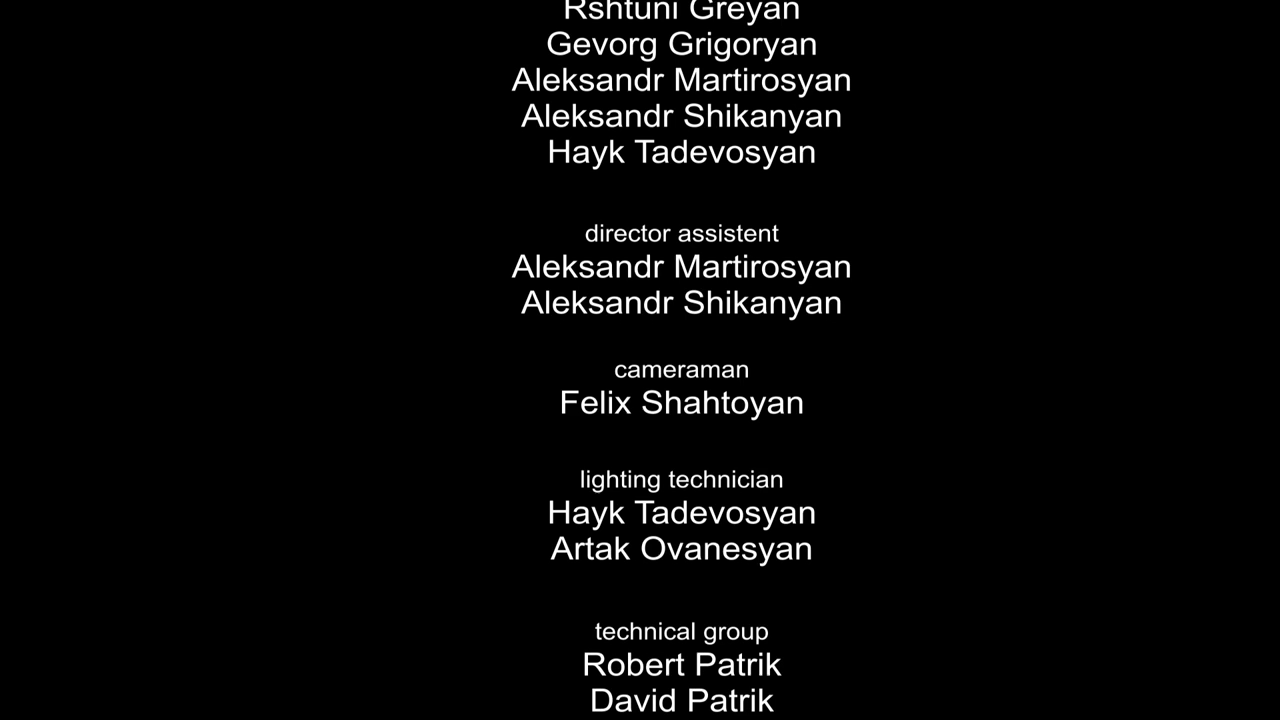 Rshtuni Greyan
Gevorg Grigoryan
Aleksandr Martirosyan
Aleksandr Shikanyan
Hayk Tadevosyan
director assistent
Aleksandr Martirosyan
Aleksandr Shikanyan
cameraman
Felix Shahtoyan
lighting technician
Hayk Tadevosyan
Artak Ovanesyan
technical group
Robert Patrik
David Patrik